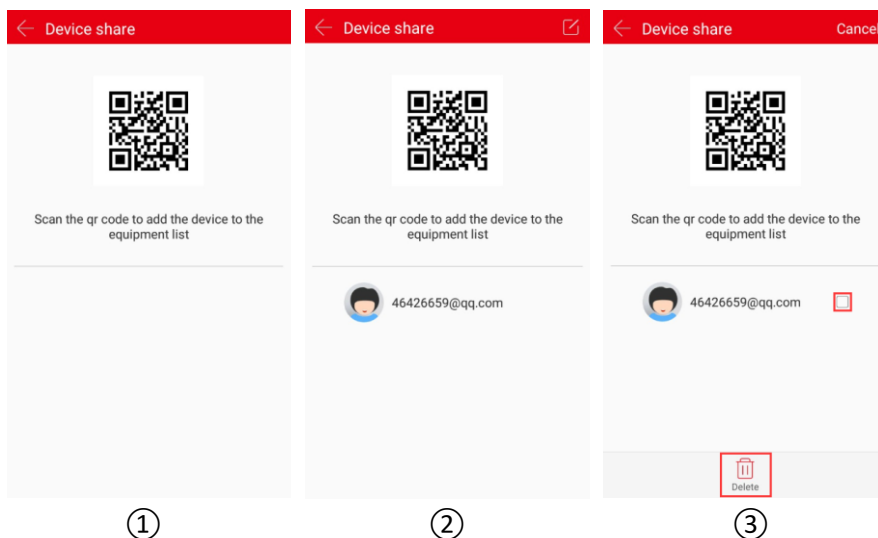 Device share
Scan the qr code to add the device to the
equipment list
①
Device share
Scan the qr code to add the device to the
equipment list
46426659@qq.com
②
Device share
Cancel
Scan the qr code to add the device to the
equipment list
46426659@qq.com
Delete
③